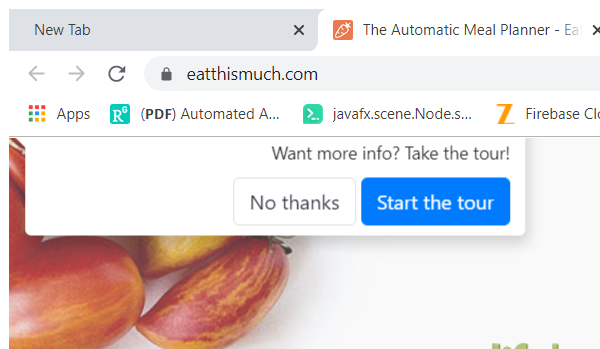 New Tab
The Automatic Meal Planner - Ea
eatthismuch.com
Apps
(PDF) Automated A...
javafx.scene.Node.s...
Firebase Clo
Want more info? Take the tour!
No thanks
Start the tour